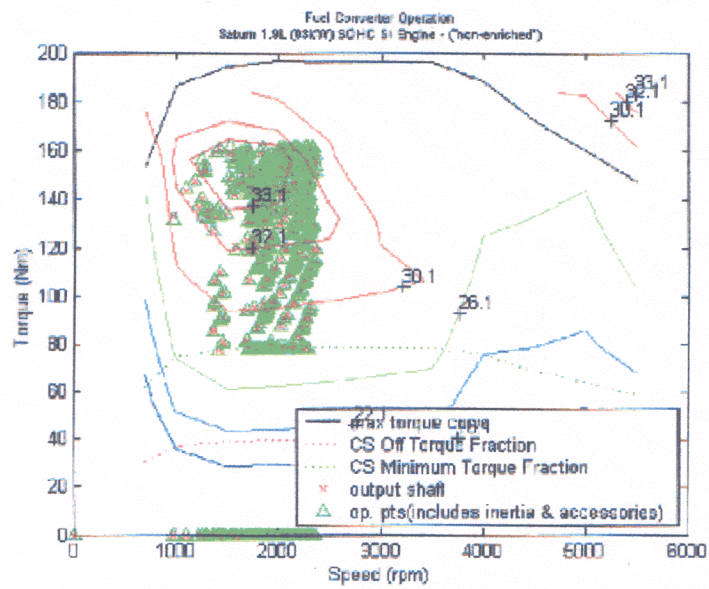 Fuel Converter Operation
Saturn 1.9L (93kW) SOHC SI Engine - ("non-enriched")
200
180
160
140
120
100
80
60
40
20
0
Torque (Nm)
33.1
32.1
30.1
33.1
32.1
30.1
26.1
22.1
max torque curve
CS Off Torque Fraction
CS Minimum Torque Fraction
output shaft
op. pts(includes inertia & accessories)
0
1000
2000
3000
4000
5000
6000
Speed (rpm)